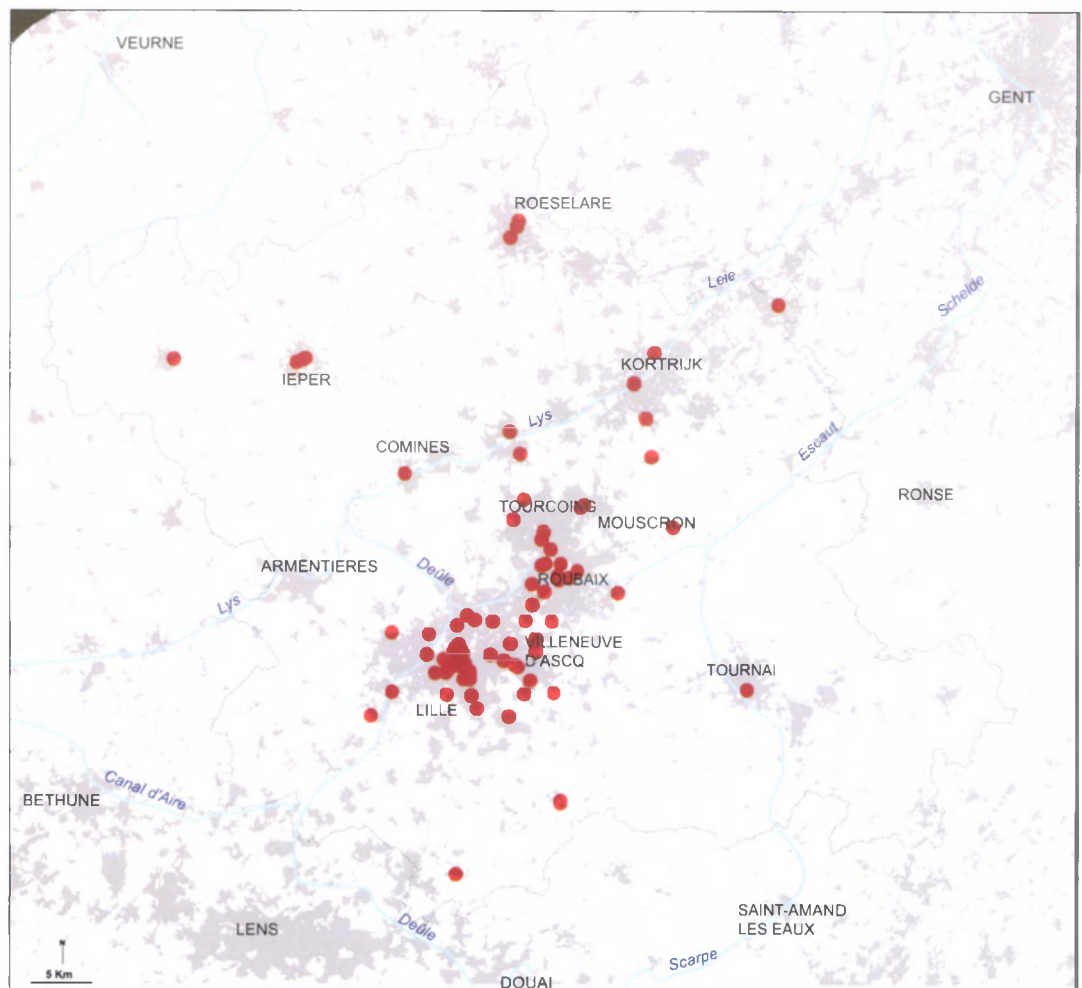 VEURNE
GENT
ROESELARE
Leie
Schelde
KORTRIJK
IEPER
Lys
COMINES
Escaut
RONSE
TOURCOING
MOUSCRON
ARMENTIERES
Deûle
ROUBAIX
Lys
VILLENEUVE
D'ASCQ
TOURNAI
LILLE
Canal d'Aire
BETHUNE
SAINT-AMAND
LES EAUX
LENS
Deûle
Scarpe
N
5 Km
DOUAI